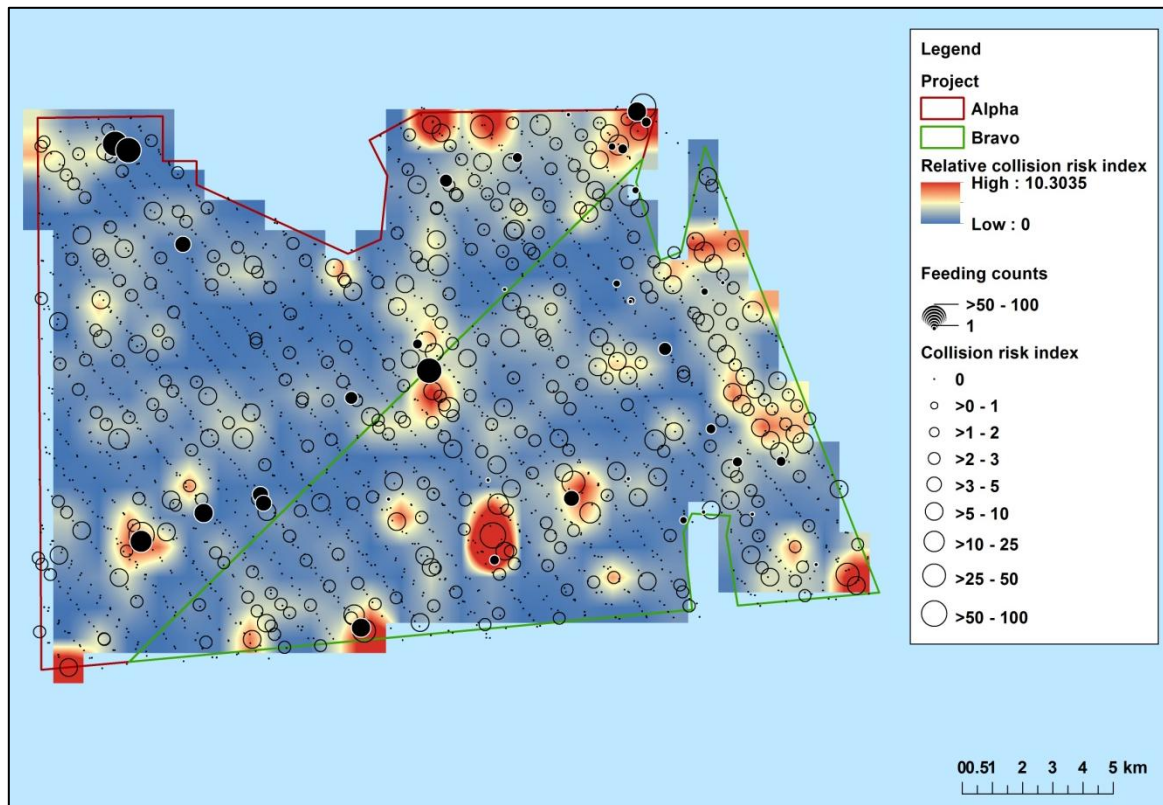 Legend
Project
Alpha
Bravo
Relative collision risk index
High : 10.3035
Low : 0
Feeding counts
>50 - 100
1
Collision risk index
0
>0 - 1
>1 - 2
>2 - 3
>3 - 5
>5 - 10
>10 - 25
>25 - 50
>50 - 100
00.51 2 3 4 5 km